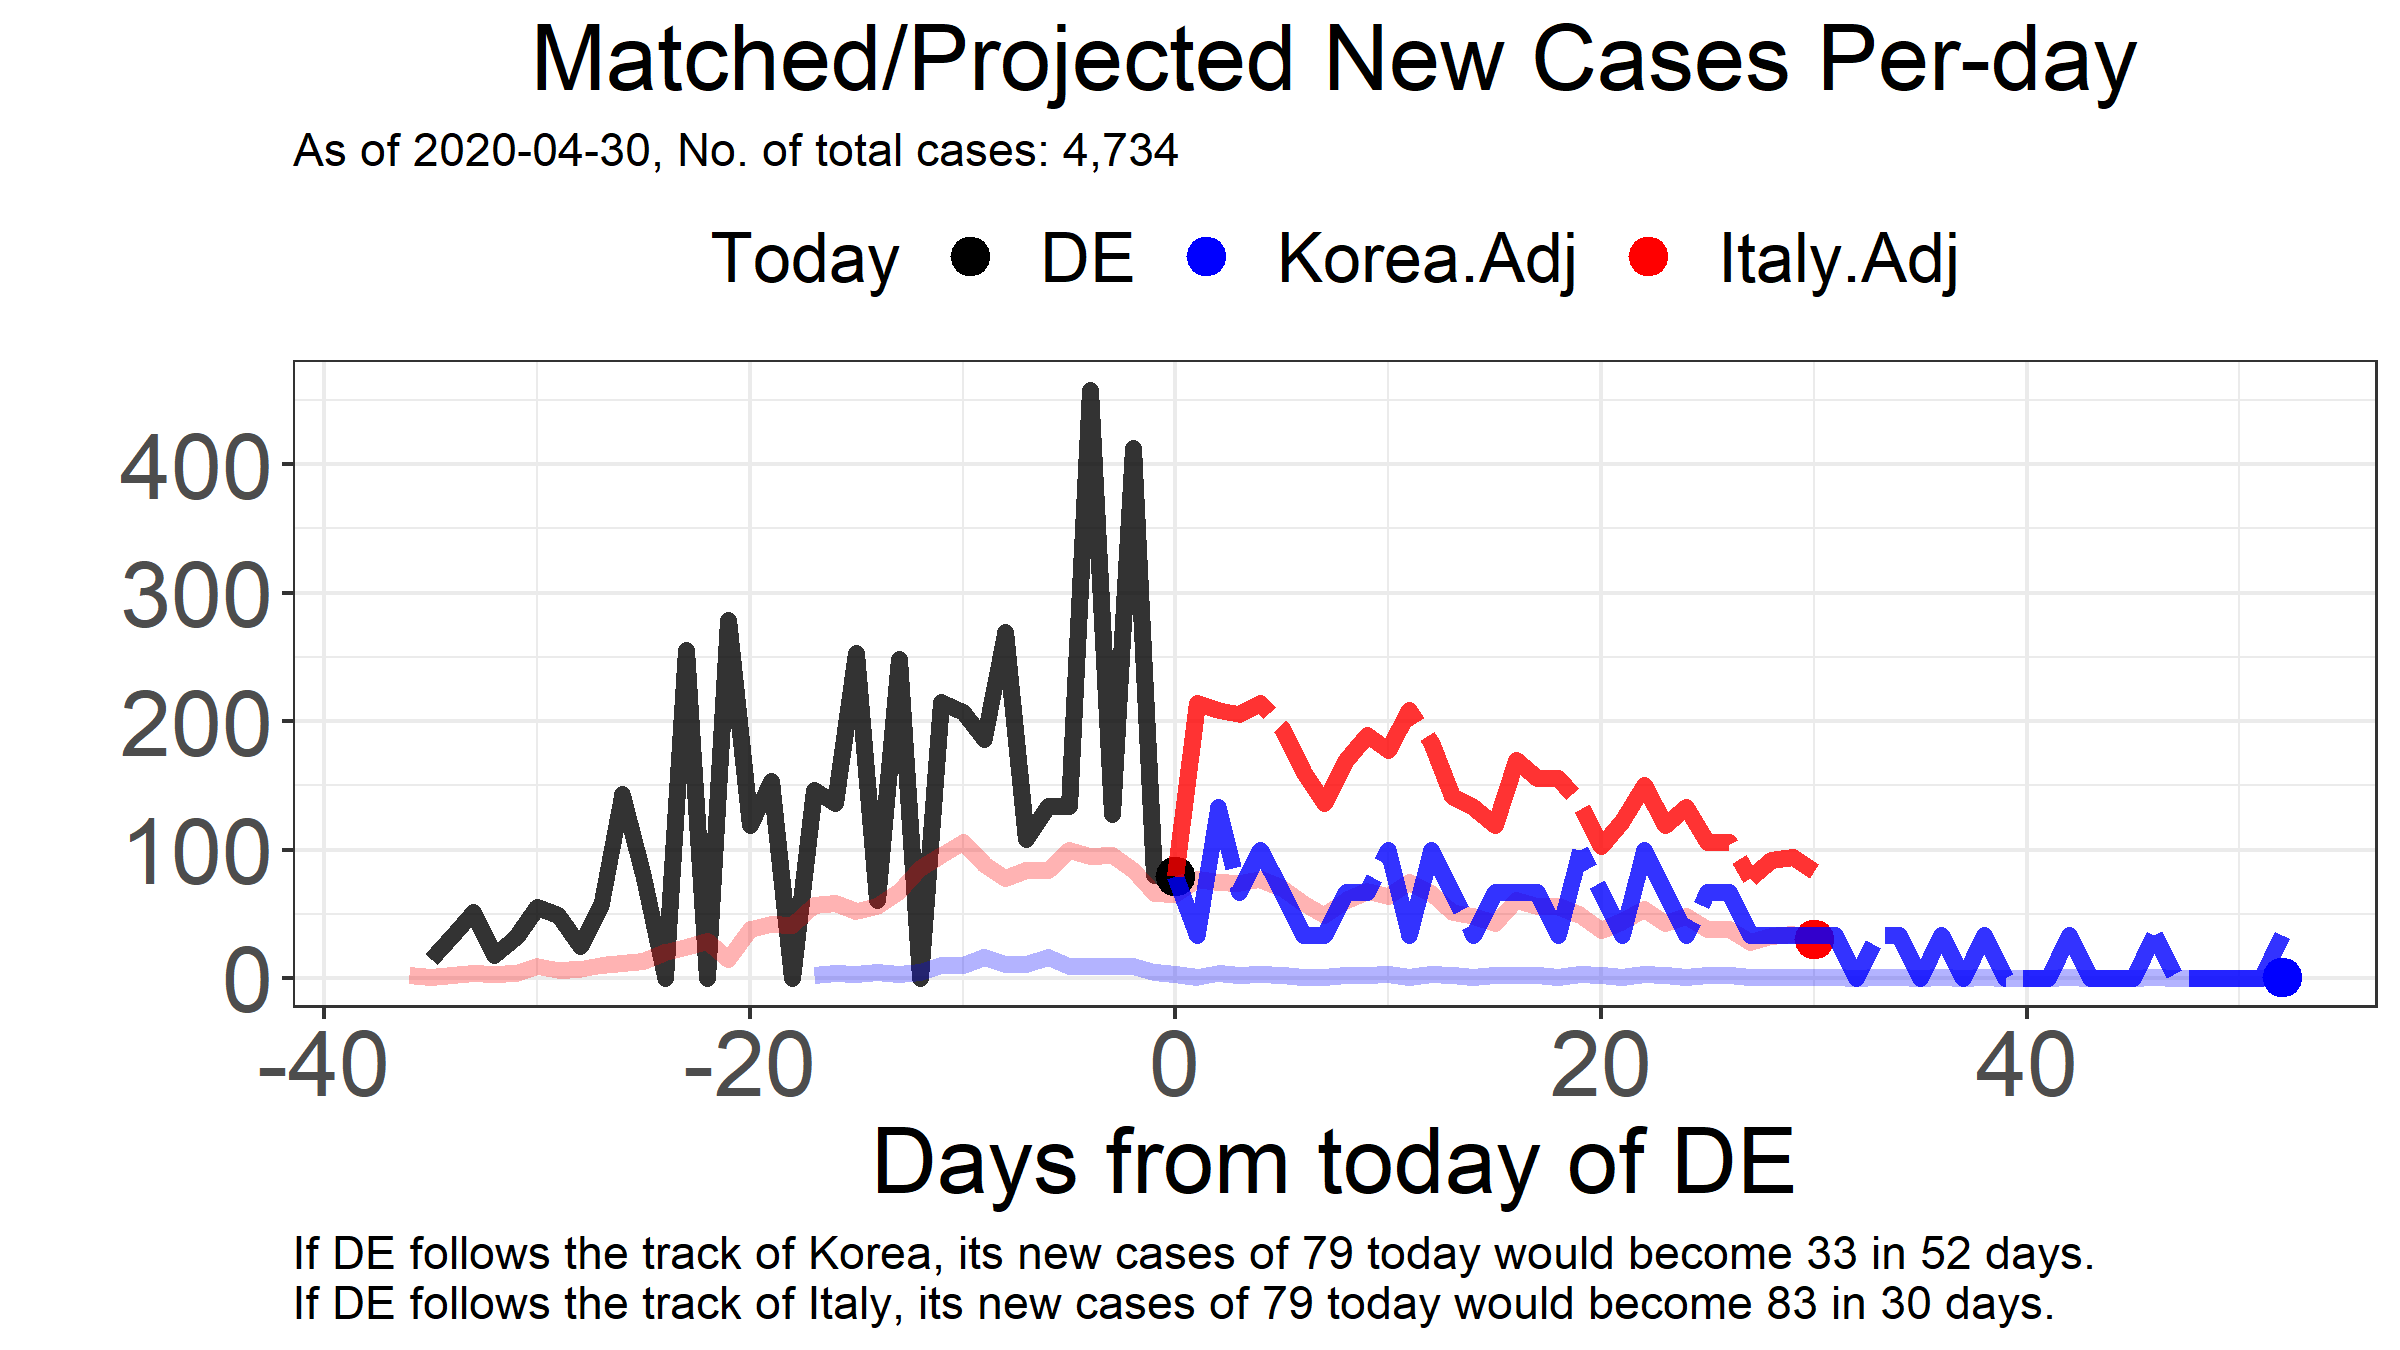 Matched/Projected New Cases Per-day
As of 2020-04-30, No. of total cases: 4,734
Today DE Korea.Adj Italy.Adj
400
300
200
100
0
-40 -20 0 20 40
Days from today of DE
If DE follows the track of Korea, its new cases of 79 today would become 33 in 52 days.
If DE follows the track of Italy, its new cases of 79 today would become 83 in 30 days.